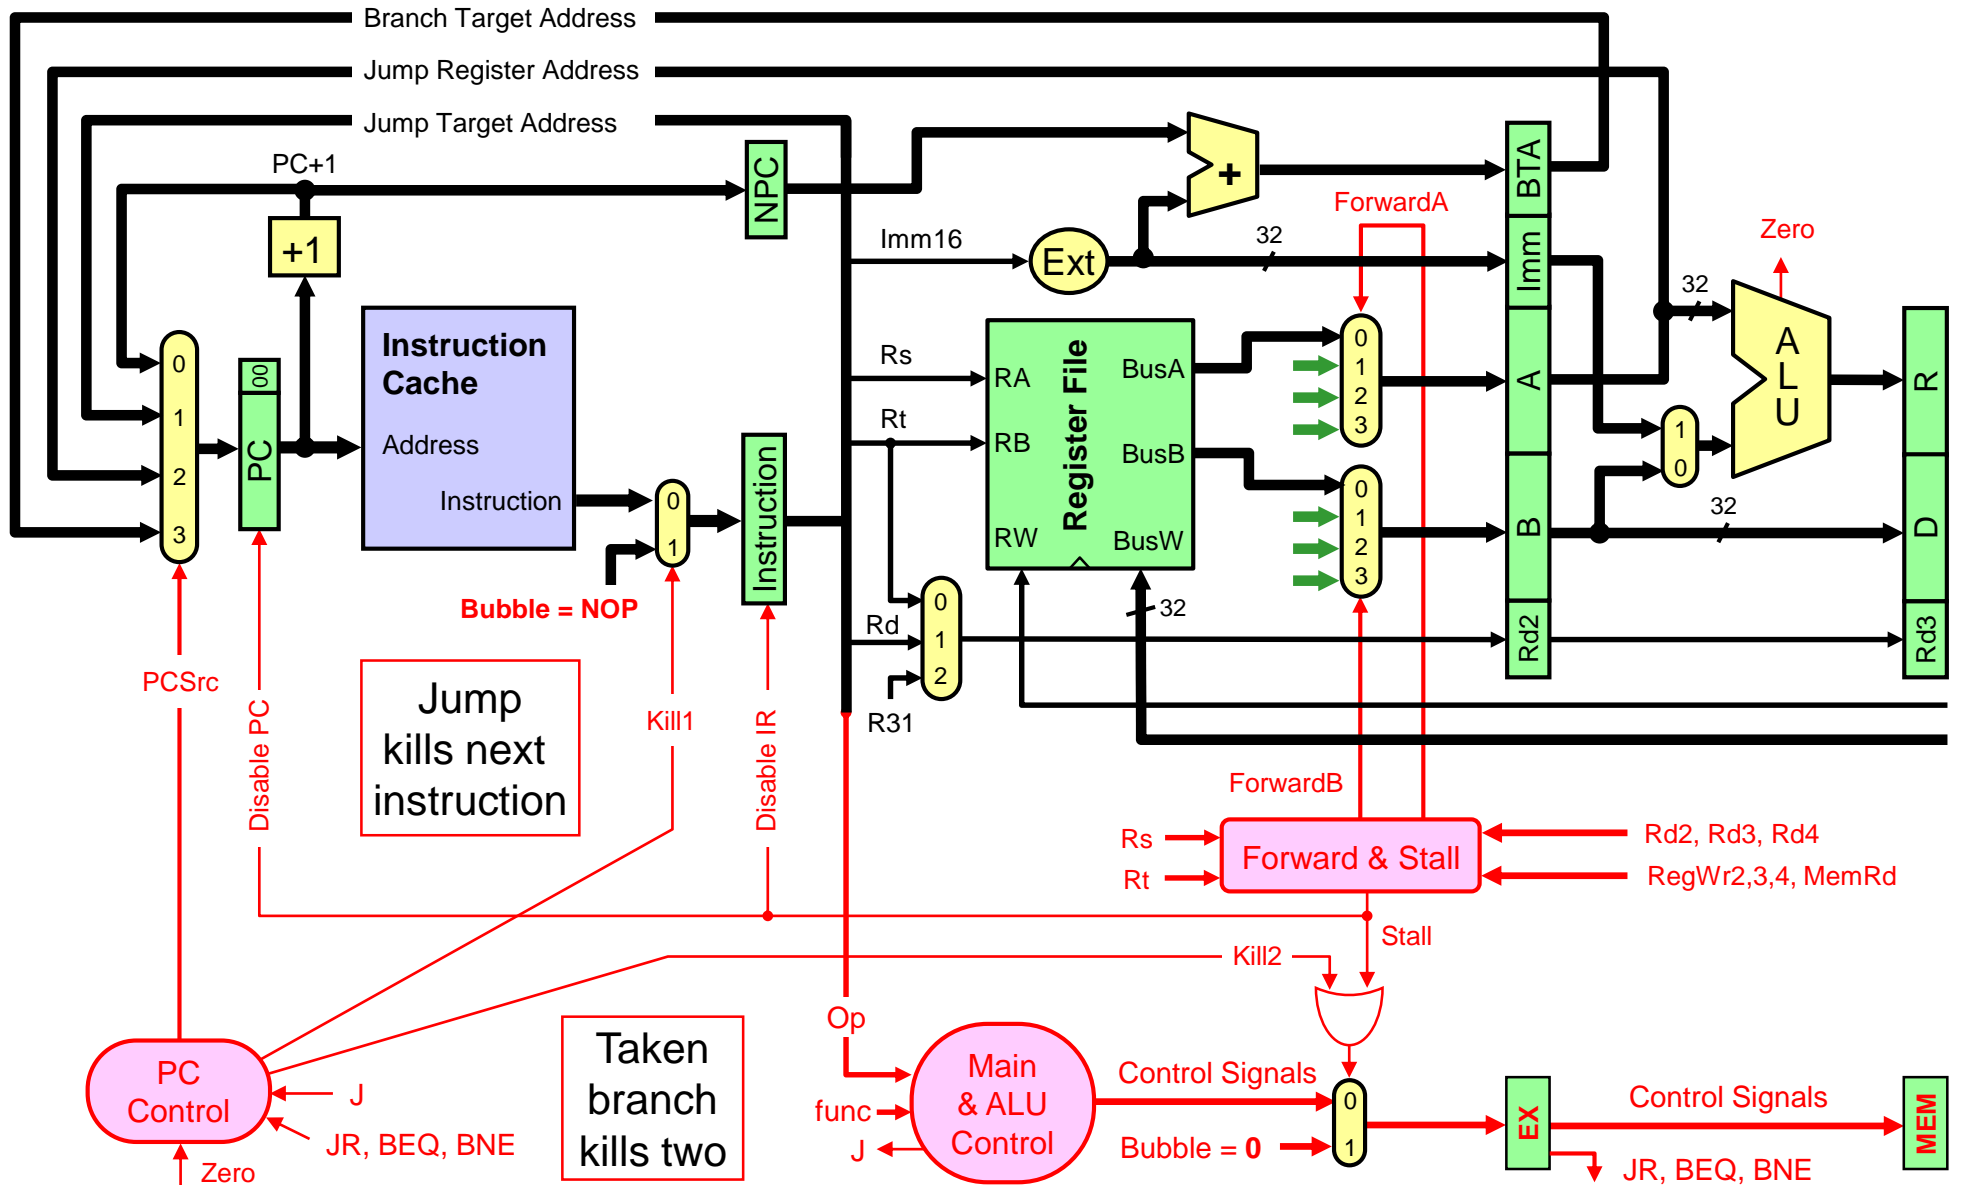 Branch Target Address
Jump Register Address
Jump Target Address
PC+1
NPC
+1
+
BTA
ForwardA
Zero
Imm16
Ext
32
Imm
32
Instruction
Cache
Address
Instruction
0
1
2
3
00
PC
0
1
Bubble = NOP
Instruction
Rs
Rt
Rd
R31
0
1
2
RA
RB
RW
Register File
BusA
BusB
BusW
32
0
1
2
3
0
1
2
3
A
B
Rd2
1
0
32
A
L
U
R
D
Rd3
PCSrc
Disable PC
Jump
kills next
instruction
Kill1
Disable IR
ForwardB
Rs
Rt
Forward & Stall
Rd2, Rd3, Rd4
RegWr2,3,4, MemRd
Stall
Kill2
Op
PC
Control
J
JR, BEQ, BNE
Zero
Taken
branch
kills two
func
J
Main
& ALU
Control
Control Signals
Bubble = 0
0
1
EX
Control Signals
JR, BEQ, BNE
MEM